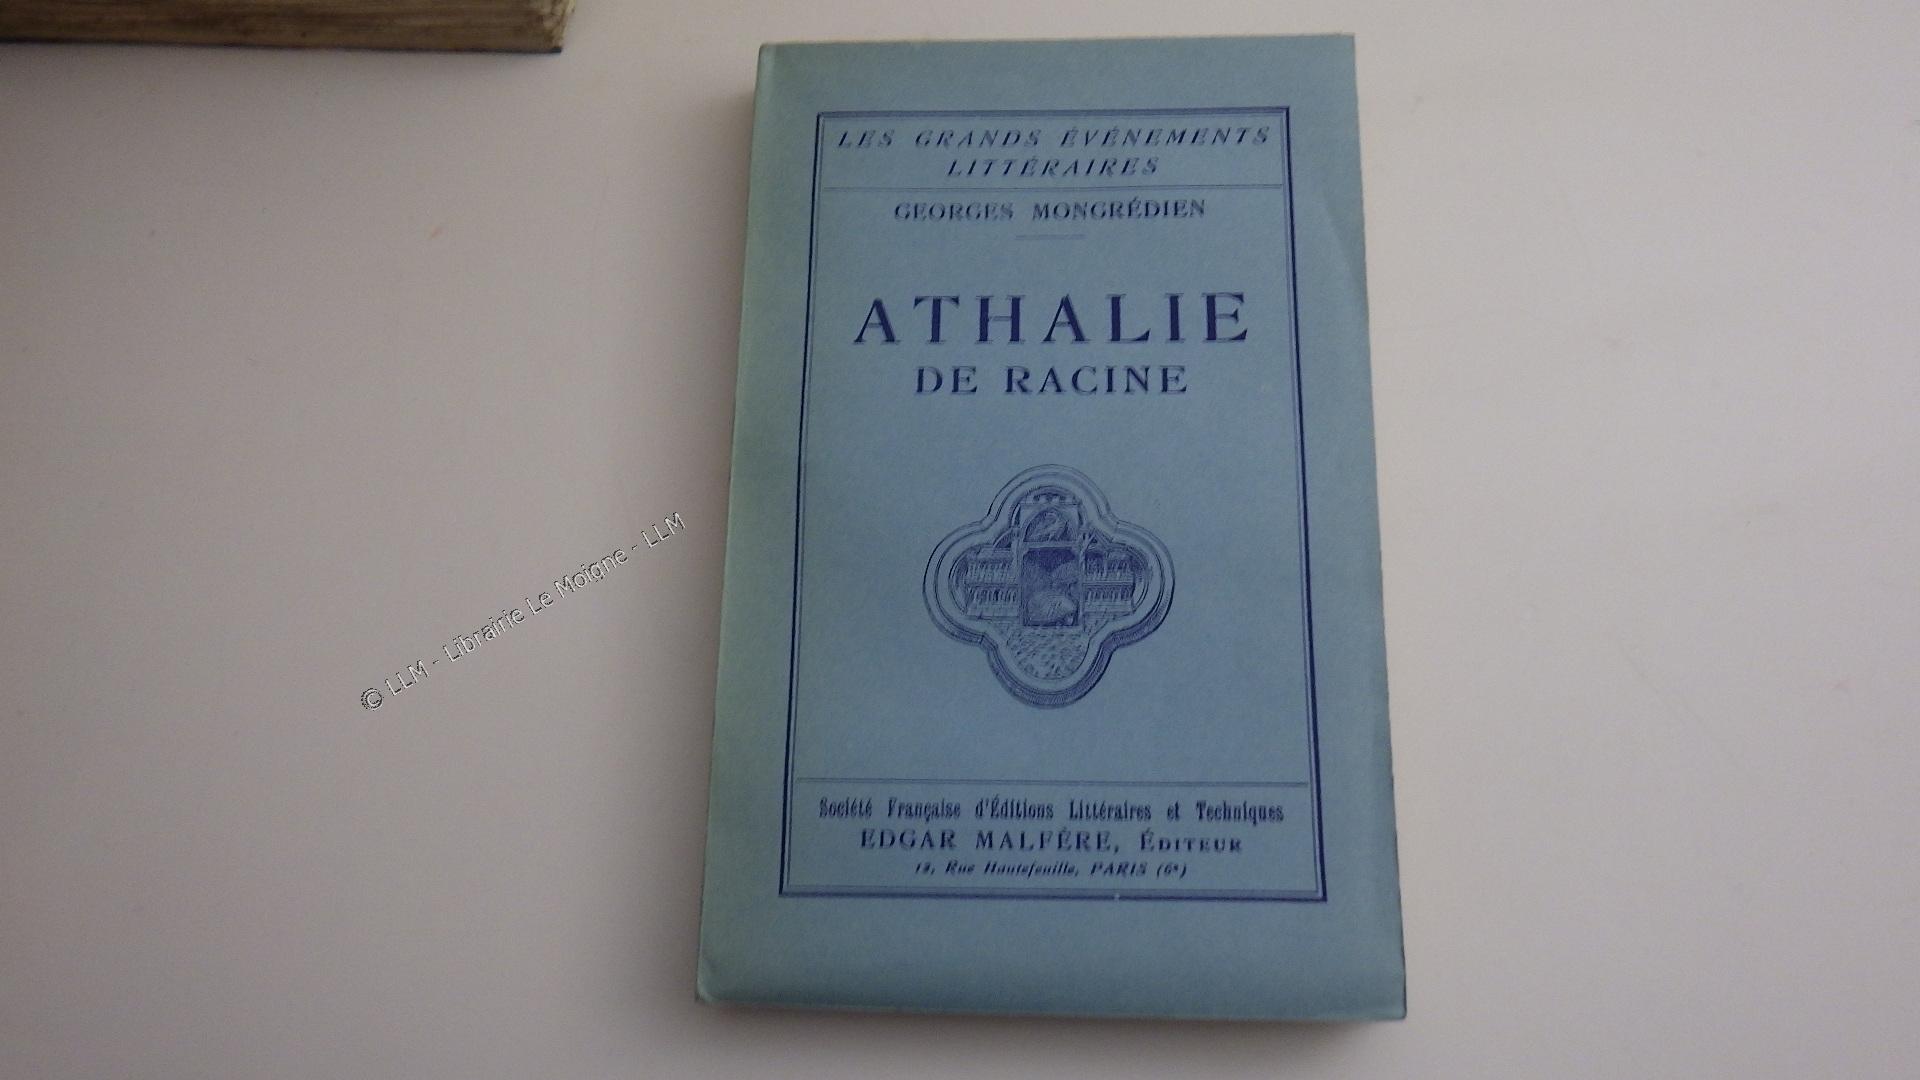 LES GRANDS ÉVÉNEMENTS
LITTÉRAIRES
GEORGES MONGRÉDIEN
ATHALIE
DE RACINE
Société Française d'Éditions Littéraires et Techniques
EDGAR MALFÈRE, ÉDITEUR
12, Rue Hautefeuille, PARIS (6e)
© LLM - Librairie Le Moigne - LLM